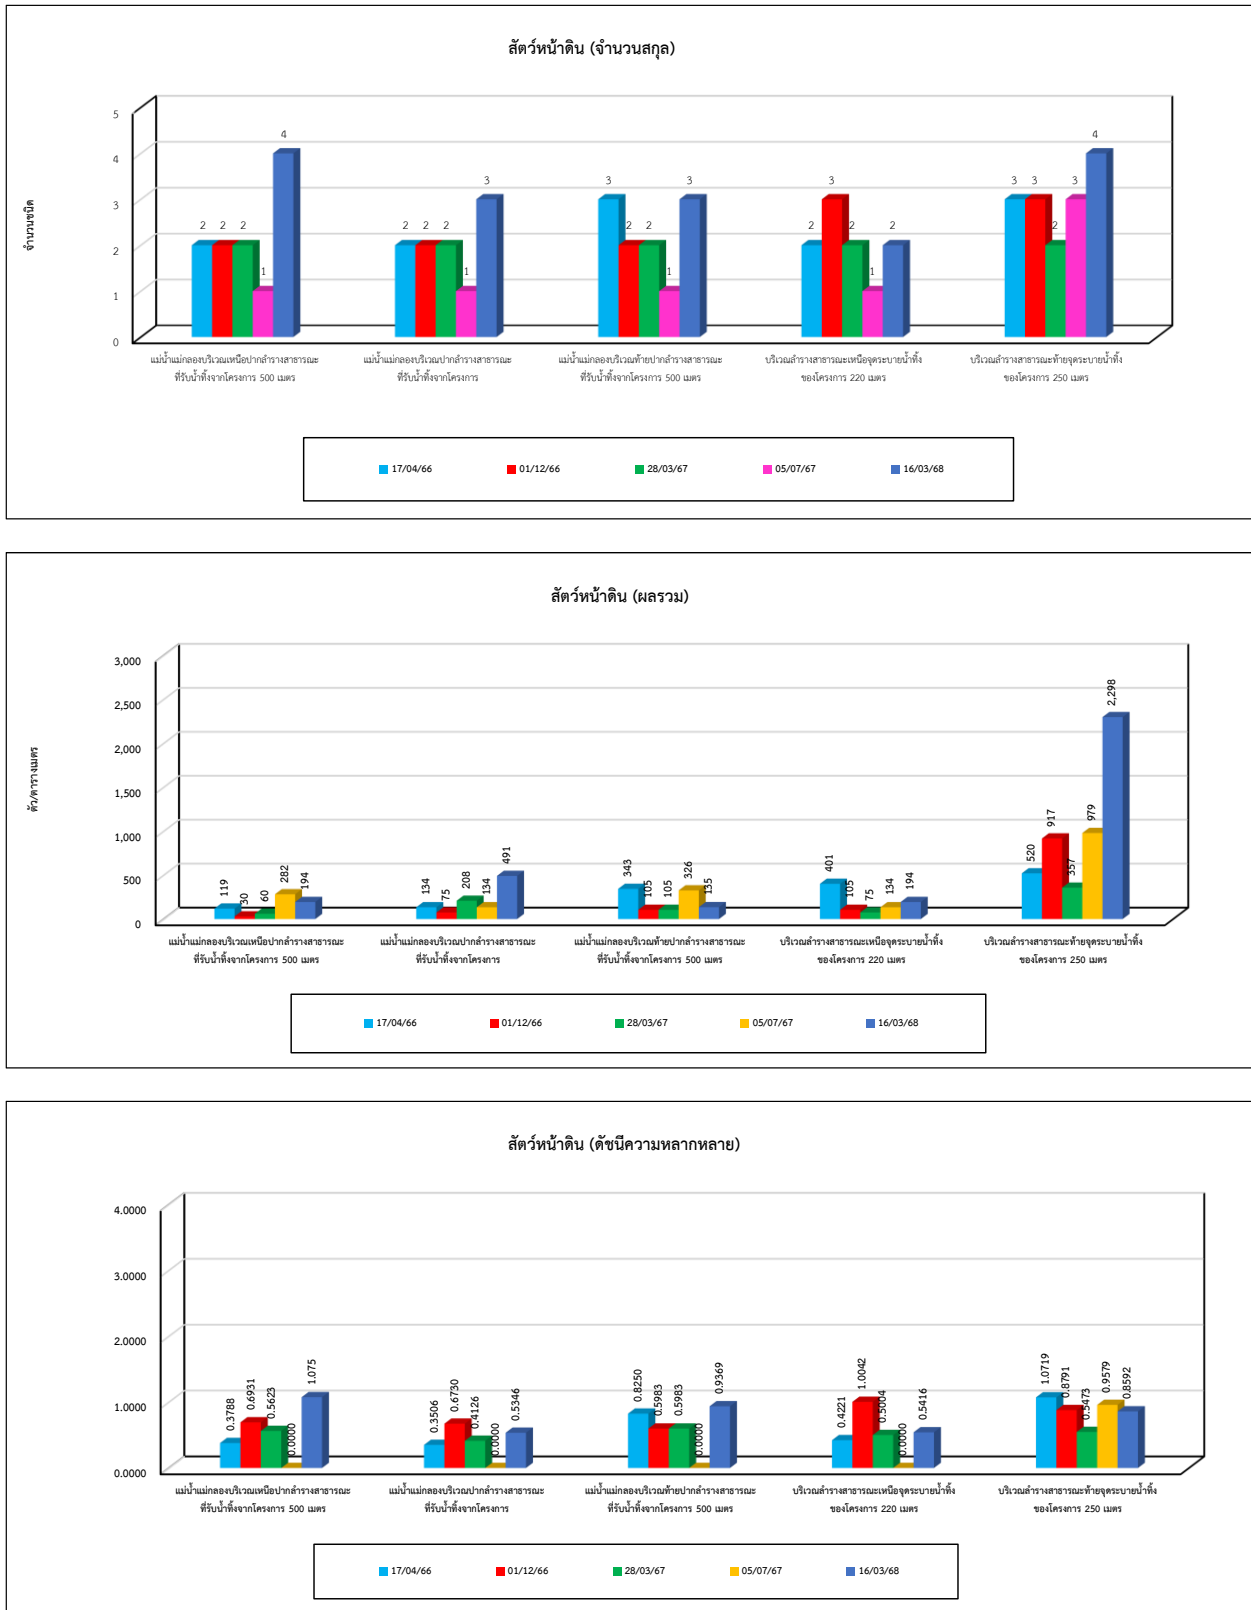 สัตว์หน้าดิน (จำนวนสกุล)
จำนวนชนิด
5
4
3
2
1
0
2 2 2 1 4
2 2 2 1 3
3 2 2 1 3
2 3 2 1 2
3 3 2 3 4
แม่น้ำแม่กลองบริเวณเหนือปากลำรางสาธารณะ
ที่รับน้ำทิ้งจากโครงการ 500 เมตร
แม่น้ำแม่กลองบริเวณปากลำรางสาธารณะ
ที่รับน้ำทิ้งจากโครงการ
แม่น้ำแม่กลองบริเวณท้ายปากลำรางสาธารณะ
ที่รับน้ำทิ้งจากโครงการ 500 เมตร
บริเวณลำรางสาธารณะเหนือจุดระบายน้ำทิ้ง
ของโครงการ 220 เมตร
บริเวณลำรางสาธารณะท้ายจุดระบายน้ำทิ้ง
ของโครงการ 250 เมตร
17/04/66 01/12/66 28/03/67 05/07/67 16/03/68
สัตว์หน้าดิน (ผลรวม)
ตัว/ตารางเมตร
3,000
2,500
2,000
1,500
1,000
500
0
119 30 60 282 194
134 75 208 134 491
343 105 105 326 135
401 105 75 134 194
520 917 357 979 2,298
แม่น้ำแม่กลองบริเวณเหนือปากลำรางสาธารณะ
ที่รับน้ำทิ้งจากโครงการ 500 เมตร
แม่น้ำแม่กลองบริเวณปากลำรางสาธารณะ
ที่รับน้ำทิ้งจากโครงการ
แม่น้ำแม่กลองบริเวณท้ายปากลำรางสาธารณะ
ที่รับน้ำทิ้งจากโครงการ 500 เมตร
บริเวณลำรางสาธารณะเหนือจุดระบายน้ำทิ้ง
ของโครงการ 220 เมตร
บริเวณลำรางสาธารณะท้ายจุดระบายน้ำทิ้ง
ของโครงการ 250 เมตร
17/04/66 01/12/66 28/03/67 05/07/67 16/03/68
สัตว์หน้าดิน (ดัชนีความหลากหลาย)
4.0000
3.0000
2.0000
1.0000
0.0000
0.3788 0.6931 0.5623 0.0000 1.075
0.3506 0.6730 0.4126 0.0000 0.5346
0.8250 0.5983 0.5983 0.0000 0.9369
0.4221 1.0042 0.5004 0.0000 0.5416
1.0719 0.8791 0.5473 0.9579 0.8592
แม่น้ำแม่กลองบริเวณเหนือปากลำรางสาธารณะ
ที่รับน้ำทิ้งจากโครงการ 500 เมตร
แม่น้ำแม่กลองบริเวณปากลำรางสาธารณะ
ที่รับน้ำทิ้งจากโครงการ
แม่น้ำแม่กลองบริเวณท้ายปากลำรางสาธารณะ
ที่รับน้ำทิ้งจากโครงการ 500 เมตร
บริเวณลำรางสาธารณะเหนือจุดระบายน้ำทิ้ง
ของโครงการ 220 เมตร
บริเวณลำรางสาธารณะท้ายจุดระบายน้ำทิ้ง
ของโครงการ 250 เมตร
17/04/66 01/12/66 28/03/67 05/07/67 16/03/68